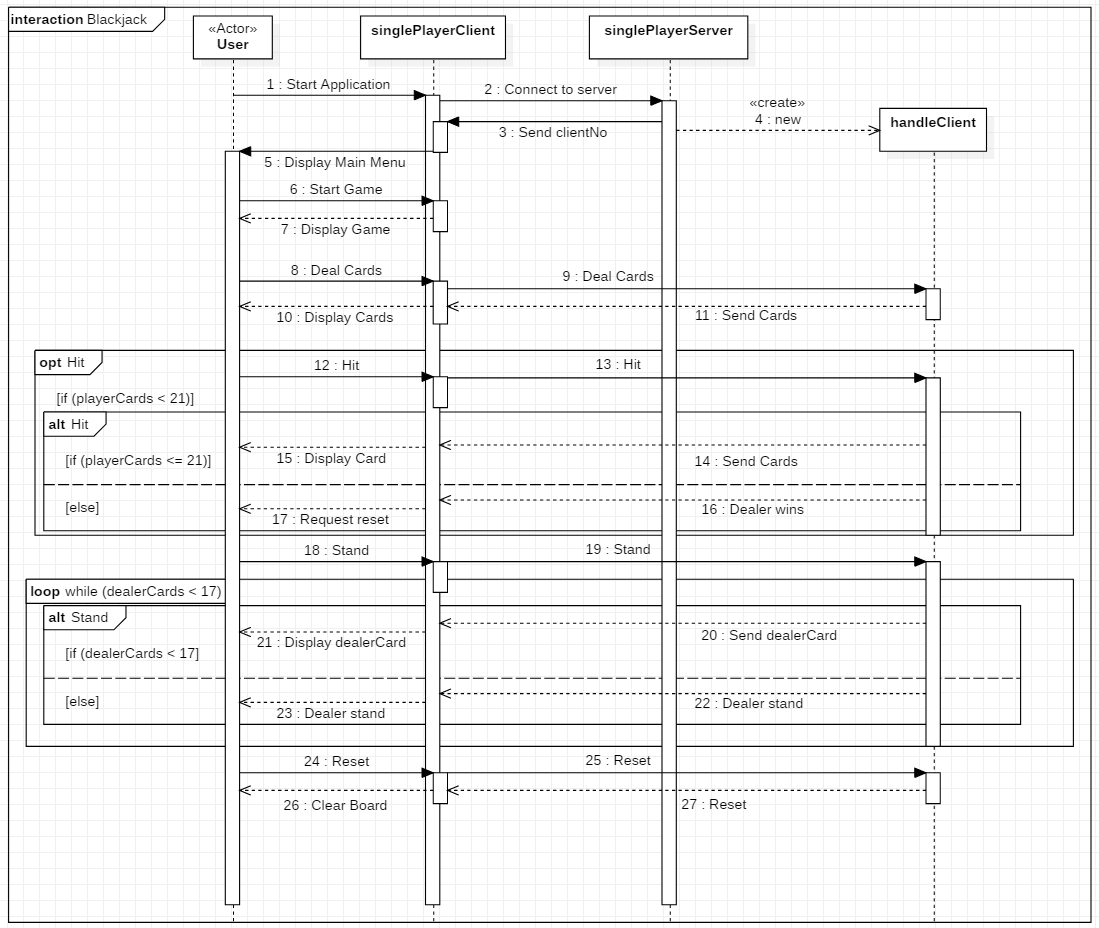 interaction Blackjack
«Actor»
User
singlePlayerClient
singlePlayerServer
1 : Start Application
2 : Connect to server
«create»
4 : new
handleClient
3 : Send clientNo
5 : Display Main Menu
6 : Start Game
7 : Display Game
8 : Deal Cards
9 : Deal Cards
10 : Display Cards
11 : Send Cards
opt Hit
12 : Hit
13 : Hit
[if (playerCards < 21)]
alt Hit
[if (playerCards <= 21)]
15 : Display Card
14 : Send Cards
[else]
17 : Request reset
16 : Dealer wins
18 : Stand
19 : Stand
loop while (dealerCards < 17)
alt Stand
21 : Display dealerCard
20 : Send dealerCard
[if (dealerCards < 17]
[else]
23 : Dealer stand
22 : Dealer stand
24 : Reset
25 : Reset
26 : Clear Board
27 : Reset